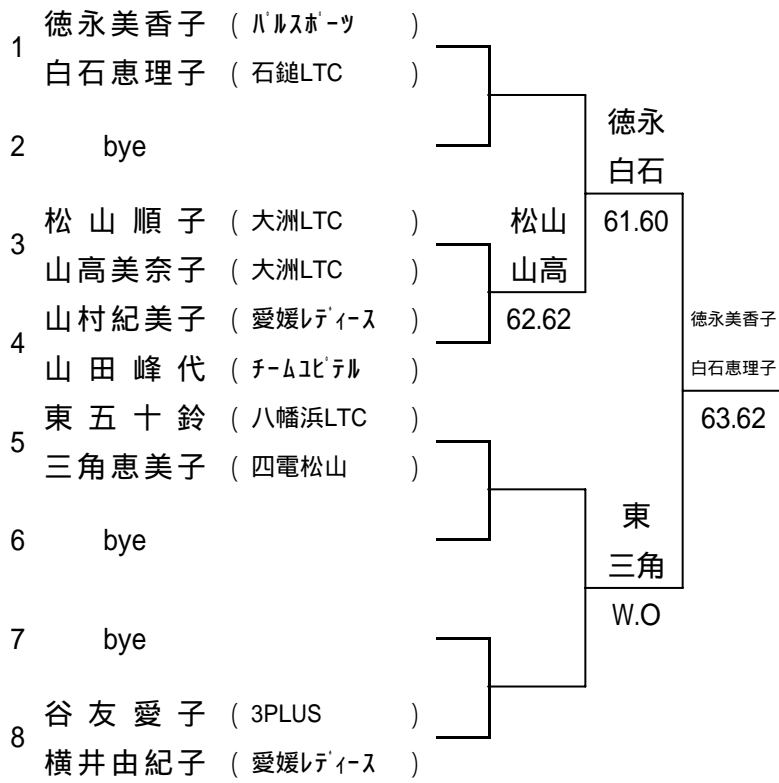 1
徳永美香子 ( パルスポーツ )
白石恵理子 ( 石鎚LTC )
2 bye
3
松山順子 ( 大洲LTC )
山高美奈子 ( 大洲LTC )
4
山村紀美子 ( 愛媛レディース )
山田峰代 ( チームユピテル )
5
東五十鈴 ( 八幡浜LTC )
三角恵美子 ( 四電松山 )
6 bye
7 bye
8
谷友愛子 ( 3PLUS )
横井由紀子 ( 愛媛レディース )
松山
山高
62.62
徳永
白石
61.60
東
三角
W.O
徳永美香子
白石恵理子
63.62